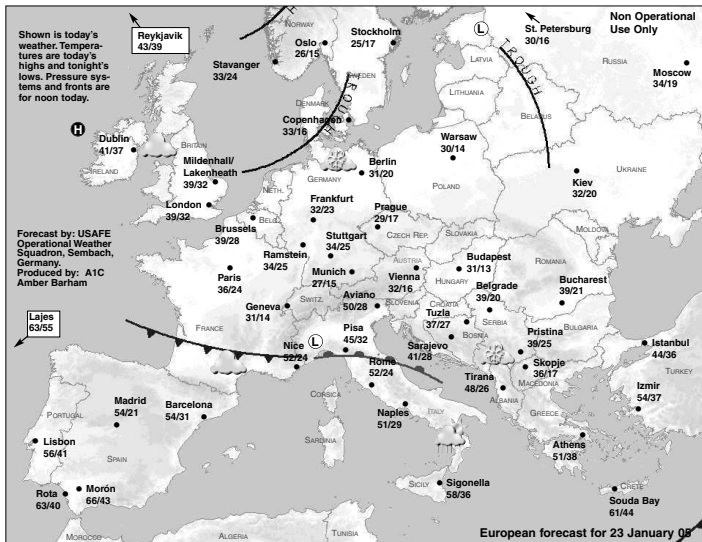 Shown is today's
weather. Tempera-
tures are today's
highs and tonight's
lows. Pressure sys-
tems and fronts are
for noon today.
Reykjavik
43/39
NORWAY
Oslo
26/15
Stockholm
25/17
L
St. Petersburg
30/16
Non Operational
Use Only
Stavanger
33/24
SWEDEN
TROUGH
TROUGH
LATVIA
RUSSIA
Moscow
34/19
LITHUANIA
BELARUS
DENMARK
Copenhagen
33/16
H
Dublin
41/37
IRELAND
BRITAIN
Mildenhall/
Lakenheath
39/32
London
39/32
NETH.
Berlin
31/20
GERMANY
Warsaw
30/14
POLAND
Kiev
32/20
UKRAINE
Frankfurt
32/23
Prague
29/17
CZECH REP.
Brussels
39/28
BELG.
Forecast by: USAFE
Operational Weather
Squadron, Sembach,
Germany.
Produced by: A1C
Amber Barham
Ramstein
34/25
Stuttgart
34/25
SLOVAKIA
MOLDOVA
Paris
36/24
Munich
27/15
AUSTRIA
Vienna
32/16
Budapest
31/13
HUNGARY
ROMANIA
Bucharest
39/21
Geneva
31/14
SWITZ.
Aviano
50/28
SLOVENIA
CROATIA
Belgrade
39/20
Lajes
63/55
FRANCE
Tuzla
37/27
BOSNIA
SERBIA
BULGARIA
L
Nice
52/24
Pisa
45/32
Sarajevo
41/28
Pristina
39/25
Istanbul
44/36
Rome
52/24
Skopje
36/17
MACEDONIA
TURKEY
Tirana
48/26
ALBANIA
CORSICA
Madrid
54/21
Barcelona
54/31
ITALY
Naples
51/29
Izmir
54/37
PORTUGAL
GREECE
SARDINIA
Lisbon
56/41
SPAIN
Athens
51/38
Rota
63/40
Morón
66/43
SICILY
Sigonella
58/36
CRETE
Souda Bay
61/44
MOROCCO
ALGERIA
TUNISIA
European forecast for 23 January 05